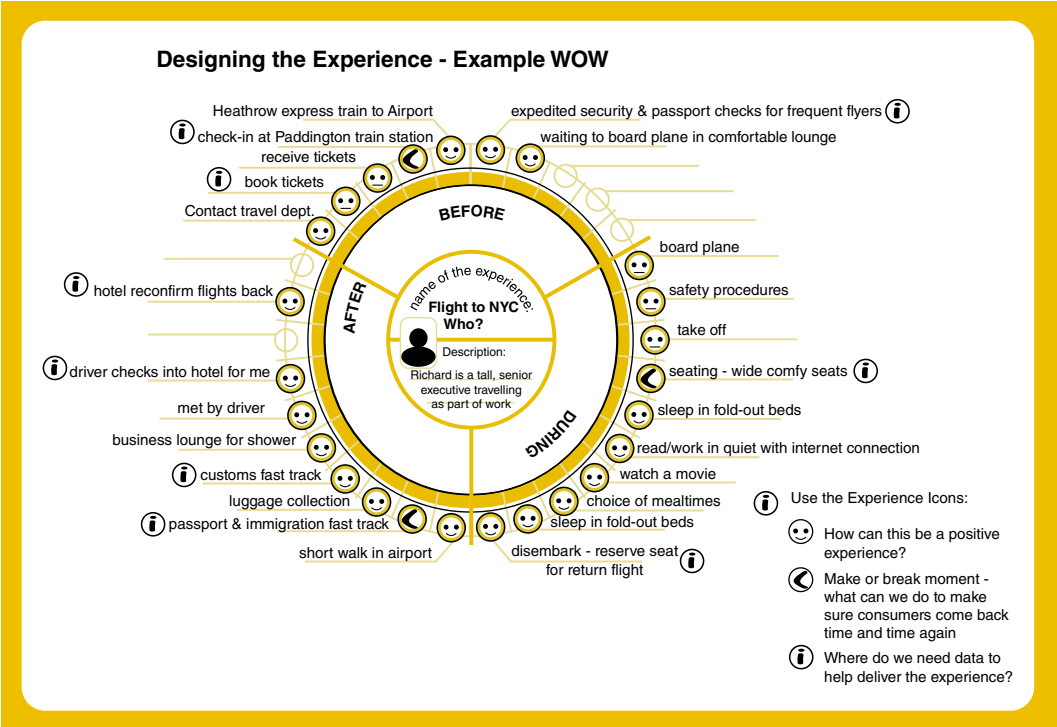 Designing the Experience - Example WOW
Heathrow express train to Airport
check-in at Paddington train station
receive tickets
book tickets
Contact travel dept.
expedited security & passport checks for frequent flyers
waiting to board plane in comfortable lounge
BEFORE
board plane
safety procedures
take off
seating - wide comfy seats
sleep in fold-out beds
read/work in quiet with internet connection
watch a movie
choice of mealtimes
sleep in fold-out beds
disembark - reserve seat
for return flight
DURING
hotel reconfirm flights back
driver checks into hotel for me
met by driver
business lounge for shower
customs fast track
luggage collection
passport & immigration fast track
short walk in airport
AFTER
name of the experience:
Flight to NYC
Who?
Description:
Richard is a tall, senior
executive travelling
as part of work
Use the Experience Icons:
How can this be a positive
experience?
Make or break moment -
what can we do to make
sure consumers come back
time and time again
Where do we need data to
help deliver the experience?